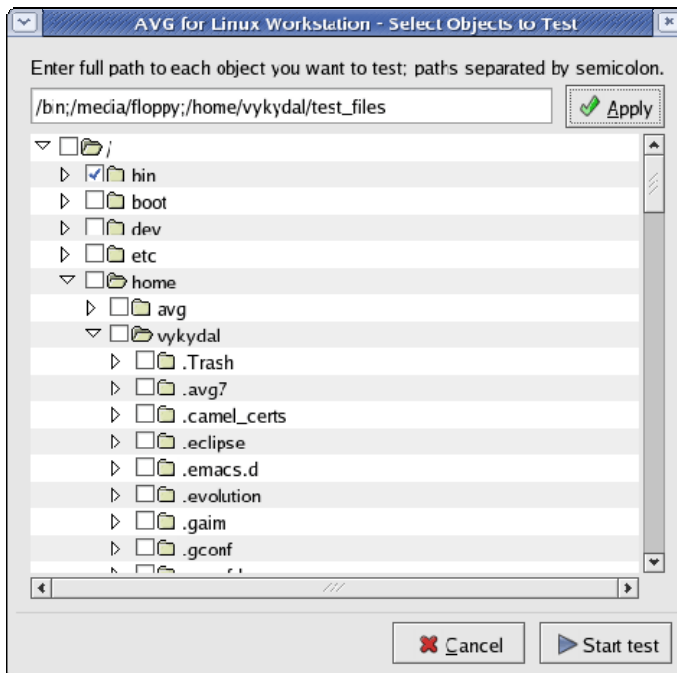 AVG for Linux Workstation - Select Objects to Test
Enter full path to each object you want to test; paths separated by semicolon.
/bin;/media/floppy;/home/vykydal/test_files
Apply
/
bin
boot
dev
etc
home
avg
vykydal
.Trash
.avg7
.camel_certs
.eclipse
.emacs.d
.evolution
.gaim
.gconf
Cancel
Start test